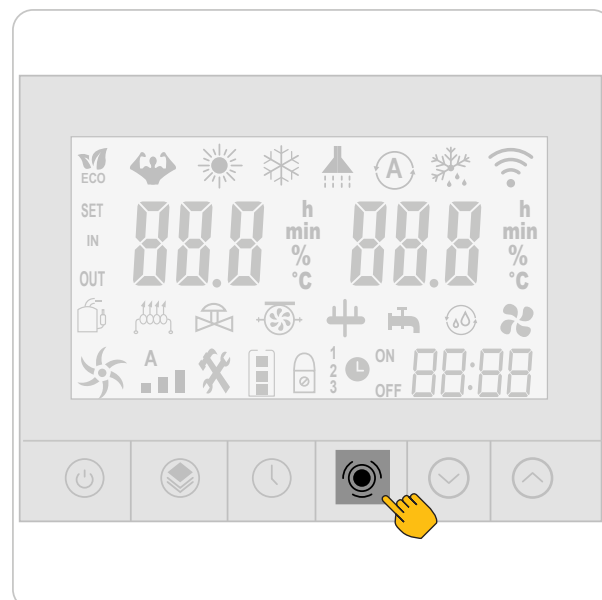 A
ECO
SET 88.8 h 88.8 h
IN min min
% %
OUT °C °C
A 1 ON
2 88:88
3 OFF